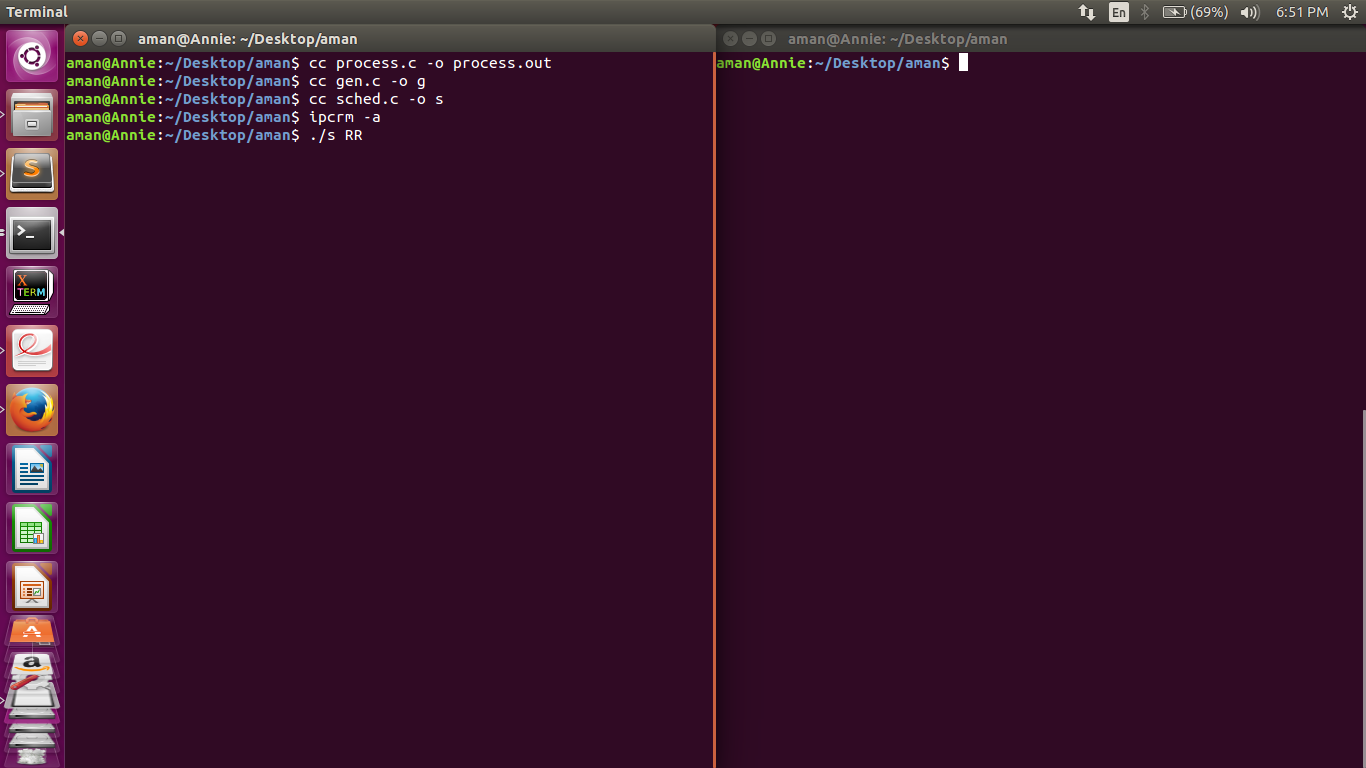 Terminal
En
(69%)
6:51 PM
aman@Annie: ~/Desktop/aman
aman@Annie:~/Desktop/aman$ cc process.c -o process.out
aman@Annie:~/Desktop/aman$ cc gen.c -o g
aman@Annie:~/Desktop/aman$ cc sched.c -o s
aman@Annie:~/Desktop/aman$ ipcrm -a
aman@Annie:~/Desktop/aman$ ./s RR
aman@Annie: ~/Desktop/aman
aman@Annie:~/Desktop/aman$
S
>_
X
TERM
A
a